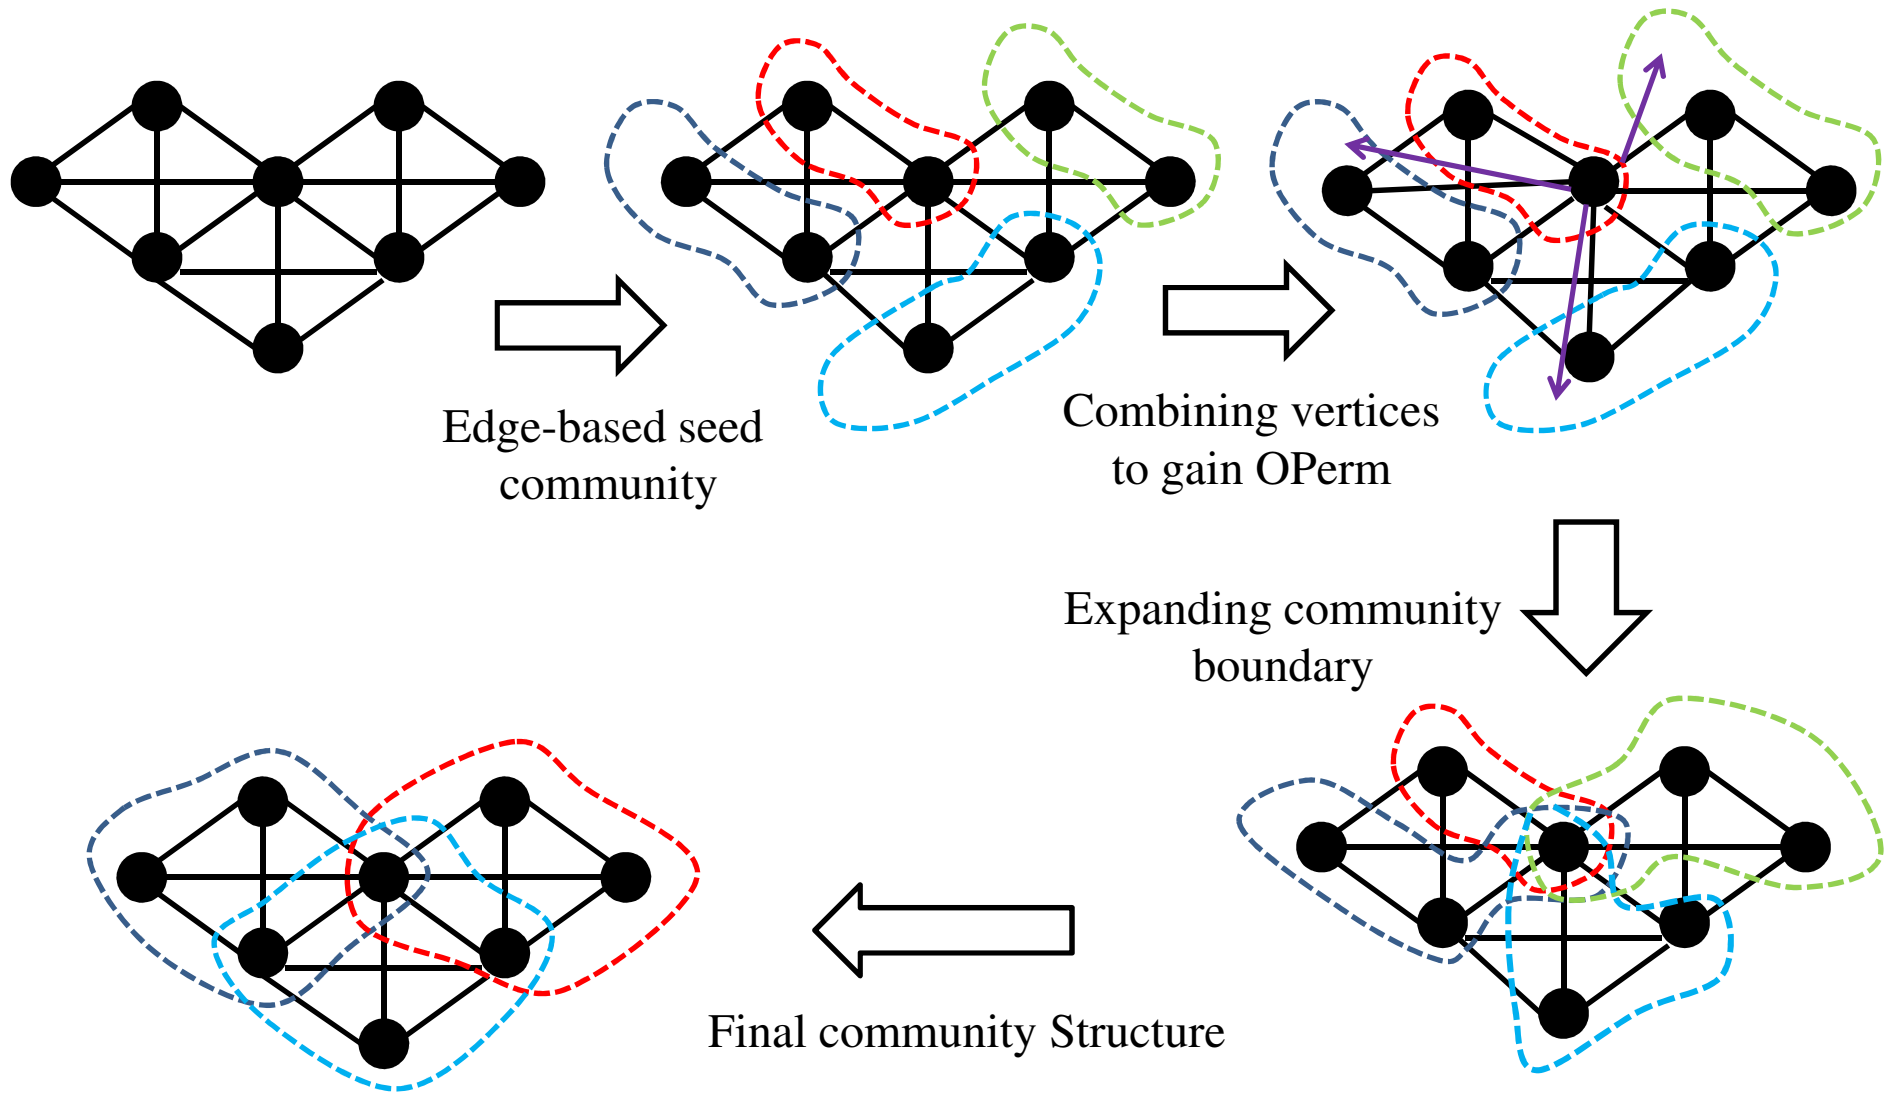 Edge-based seed
community
Combining vertices
to gain OPerm
Expanding community
boundary
Final community Structure